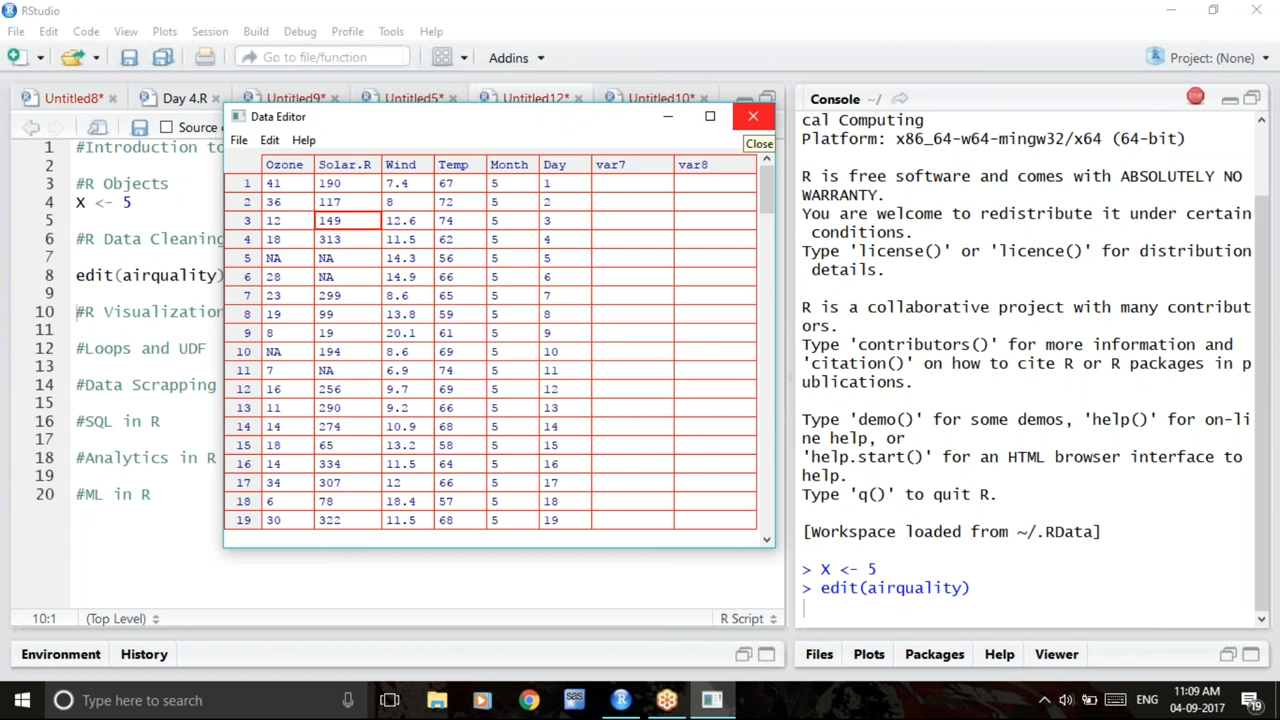 RStudio
File Edit Code View Plots Session Build Debug Profile Tools Help
Go to file/function Addins Project: (None)
Untitled8* Day 4.R Untitled9* Untitled5* Untitled12* Untitled10*
Source
1 #Introduction to
2
3 #R Objects
4 X <- 5
5
6 #R Data Cleaning
7
8 edit(airquality)
9
10 #R Visualization
11
12 #Loops and UDF
13
14 #Data Scrapping
15
16 #SQL in R
17
18 #Analytics in R
19
20 #ML in R
10:1 (Top Level) R Script
Data Editor
Close
File Edit Help
Ozone Solar.R Wind Temp Month Day var7 var8
1 41 190 7.4 67 5 1
2 36 117 8 72 5 2
3 12 149 12.6 74 5 3
4 18 313 11.5 62 5 4
5 NA NA 14.3 56 5 5
6 28 NA 14.9 66 5 6
7 23 299 8.6 65 5 7
8 19 99 13.8 59 5 8
9 8 19 20.1 61 5 9
10 NA 194 8.6 69 5 10
11 7 NA 6.9 74 5 11
12 16 256 9.7 69 5 12
13 11 290 9.2 66 5 13
14 14 274 10.9 68 5 14
15 18 65 13.2 58 5 15
16 14 334 11.5 64 5 16
17 34 307 12 66 5 17
18 6 78 18.4 57 5 18
19 30 322 11.5 68 5 19
Console ~/
cal Computing
Platform: x86_64-w64-mingw32/x64 (64-bit)
R is free software and comes with ABSOLUTELY NO
WARRANTY.
You are welcome to redistribute it under certain
conditions.
Type 'license()' or 'licence()' for distribution
details.
R is a collaborative project with many contribut
ors.
Type 'contributors()' for more information and
'citation()' on how to cite R or R packages in p
ublications.
Type 'demo()' for some demos, 'help()' for on-li
ne help, or
'help.start()' for an HTML browser interface to
help.
Type 'q()' to quit R.
[Workspace loaded from ~/.RData]
> X <- 5
> edit(airquality)
Environment History
Files Plots Packages Help Viewer
Type here to search
sas
ENG
11:09 AM
04-09-2017
19